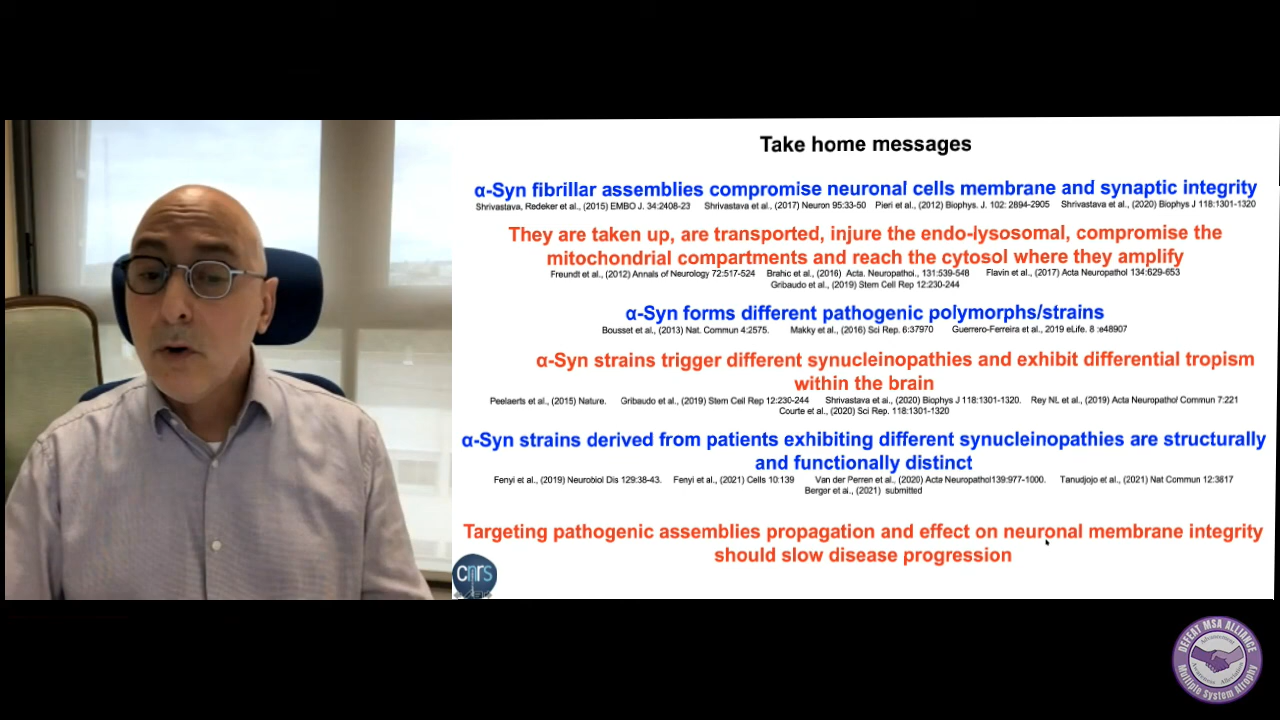 Take home messages
α-Syn fibrillar assemblies compromise neuronal cells membrane and synaptic integrity
Shrivastava, Redeker et al., (2015) EMBO J. 34:2408-23 Shrivastava et al., (2017) Neuron 95:33-50 Pieri et al., (2012) Biophys. J. 102: 2894-2905 Shrivastava et al., (2020) Biophys J 118:1301-1320
They are taken up, are transported, injure the endo-lysosomal, compromise the
mitochondrial compartments and reach the cytosol where they amplify
Freundt et al., (2012) Annals of Neurology 72:517-524 Brahic et al., (2016) Acta. Neuropathol., 131:539-548 Flavin et al., (2017) Acta Neuropathol 134:629-653
Gribaudo et al., (2019) Stem Cell Rep 12:230-244
α-Syn forms different pathogenic polymorphs/strains
Bousset et al., (2013) Nat. Commun 4:2575. Makky et al., (2016) Sci Rep. 6:37970 Guerrero-Ferreira et al., 2019 eLife. 8 :e48907
α-Syn strains trigger different synucleinopathies and exhibit differential tropism
within the brain
Peelaerts et al., (2015) Nature. Gribaudo et al., (2019) Stem Cell Rep 12:230-244 Shrivastava et al., (2020) Biophys J 118:1301-1320. Rey NL et al., (2019) Acta Neuropathol Commun 7:221
Courte et al., (2020) Sci Rep. 118:1301-1320
α-Syn strains derived from patients exhibiting different synucleinopathies are structurally
and functionally distinct
Fenyi et al., (2019) Neurobiol Dis 129:38-43. Fenyi et al., (2021) Cells 10:139 Van der Perren et al., (2020) Acta Neuropathol139:977-1000. Tanudjojo et al., (2021) Nat Commun 12:3817
Berger et al., (2021) submitted
Targeting pathogenic assemblies propagation and effect on neuronal membrane integrity
should slow disease progression
cnrs
DEFEAT MSA ALLIANCE
Multiple System Atrophy